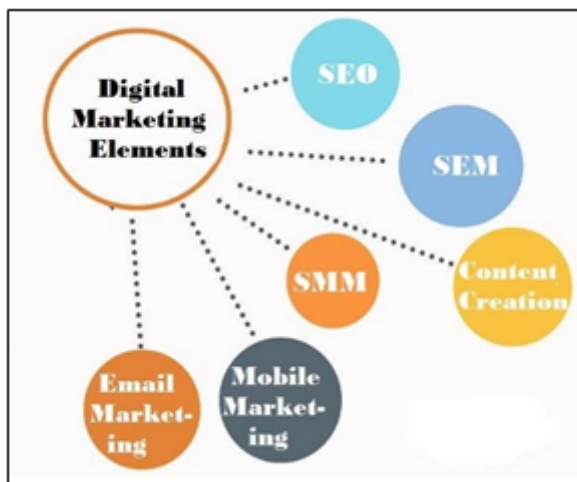 Digital
Marketing
Elements
SEO
SEM
Content
Creation
SMM
Mobile
Market-
ing
Email
Market-
ing